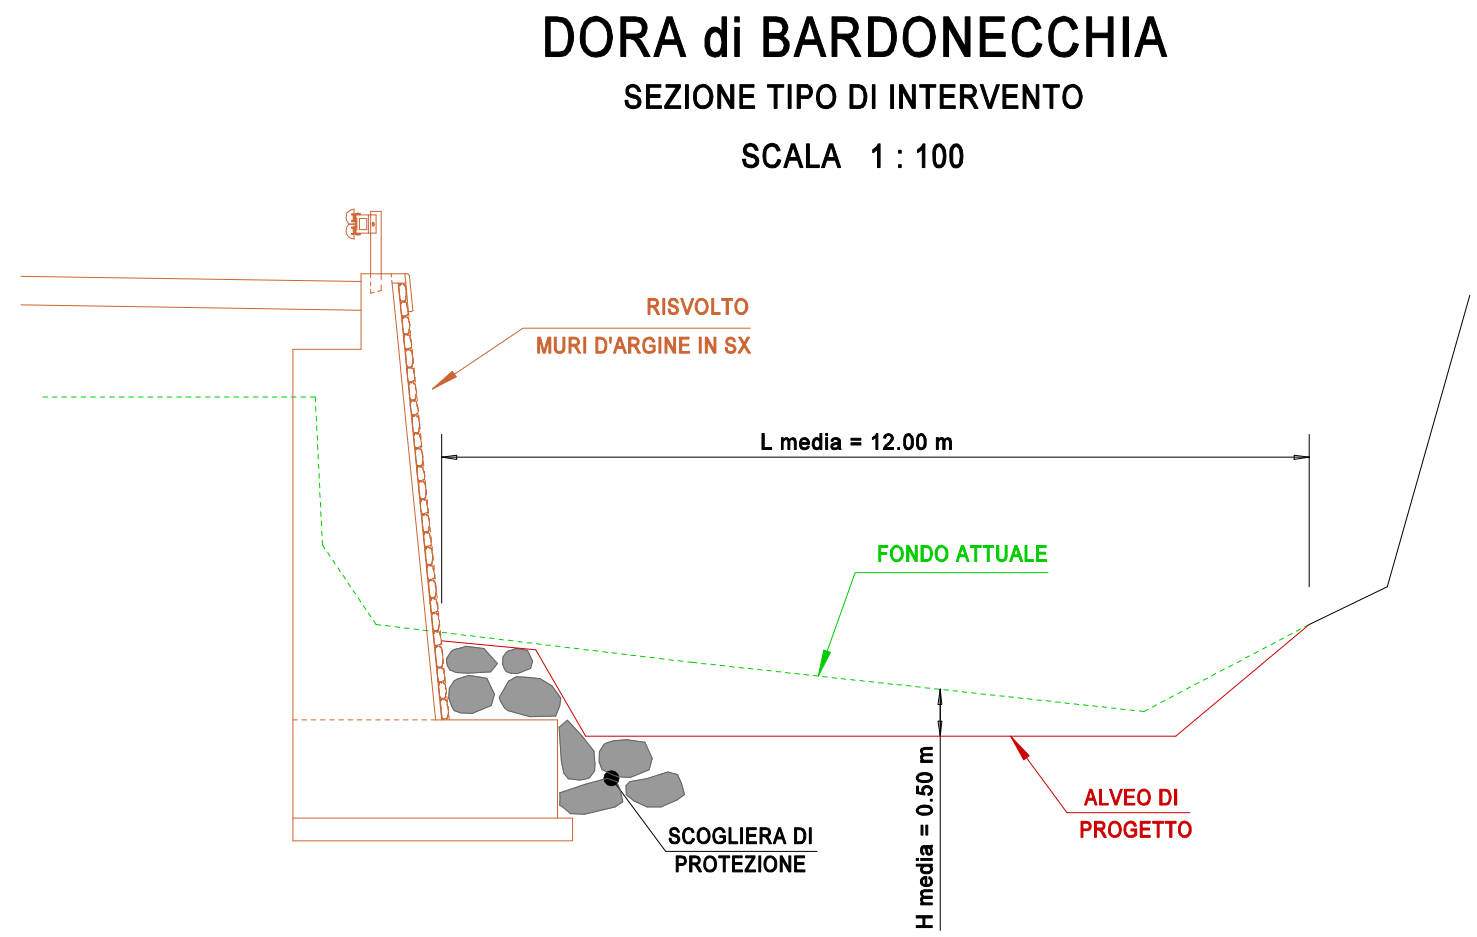 DORA di BARDONECCHIA
SEZIONE TIPO DI INTERVENTO
SCALA 1 : 100
RISVOLTO
MURI D'ARGINE IN SX
L media = 12.00 m
FONDO ATTUALE
H media = 0.50 m
ALVEO DI
PROGETTO
SCOGLIERA DI
PROTEZIONE